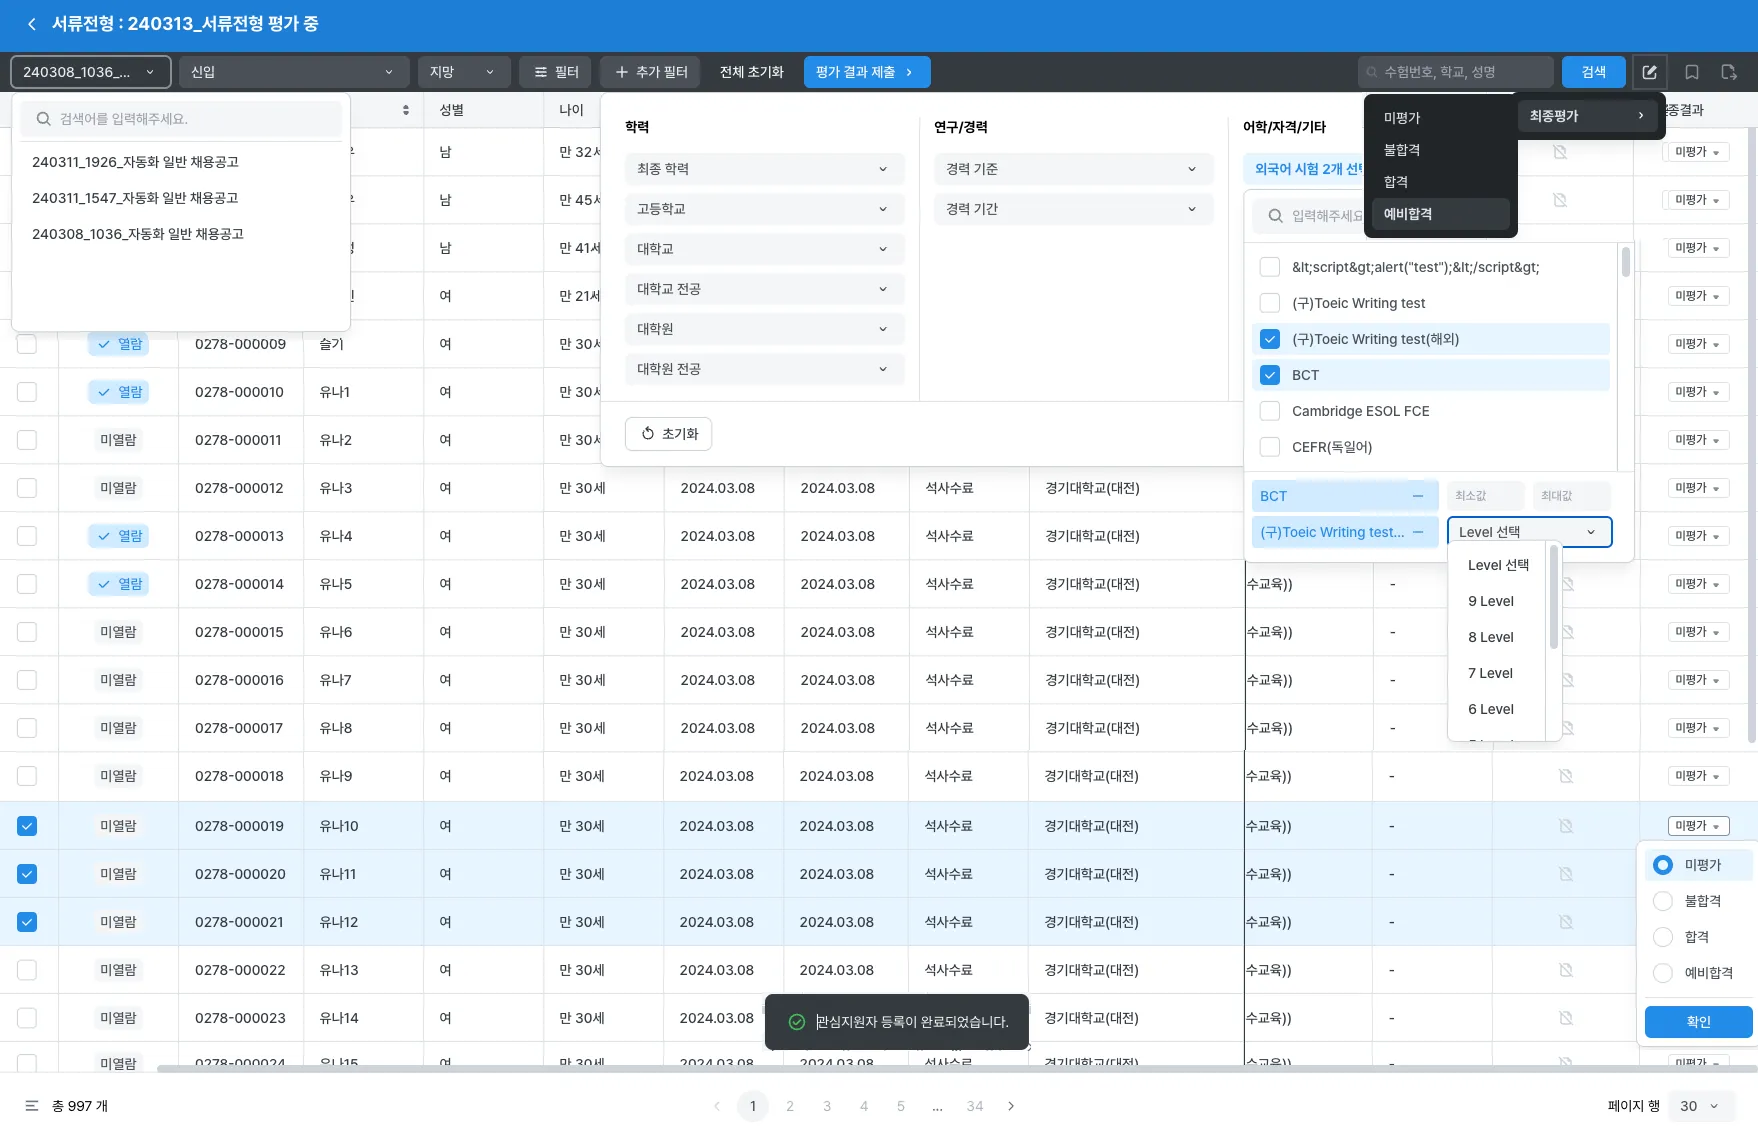 서류전형 : 240313_서류전형 평가 중
240308_1036_... 신입 지망 필터 추가 필터 전체 초기화 평가 결과 제출 수험번호, 학교, 성명 검색
검색어를 입력해주세요.
240311_1926_자동화 일반 채용공고
240311_1547_자동화 일반 채용공고
240308_1036_자동화 일반 채용공고
성별 나이
남 만 32세
남 만 45세
남 만 41세
여 만 21세
학력
최종 학력
고등학교
대학교
대학교 전공
대학원
대학원 전공
초기화
연구/경력
경력 기준
경력 기간
어학/자격/기타
외국어 시험 2개 선택
미평가
불합격
합격
예비합격
최종평가
입력해주세요
&lt;script&gt;alert("test");&lt;/script&gt;
(구)Toeic Writing test
(구)Toeic Writing test(해외)
BCT
Cambridge ESOL FCE
CEFR(독일어)
BCT 최소값 최대값
(구)Toeic Writing test... Level 선택
Level 선택
9 Level
8 Level
7 Level
6 Level
종결과
미평가
미평가
미평가
미평가
열람 0278-000009 슬기 여 만 30세 미평가
열람 0278-000010 유나1 여 만 30세 미평가
미열람 0278-000011 유나2 여 만 30세 미평가
미열람 0278-000012 유나3 여 만 30세 2024.03.08 2024.03.08 석사수료 경기대학교(대전) 미평가
열람 0278-000013 유나4 여 만 30세 2024.03.08 2024.03.08 석사수료 경기대학교(대전) 미평가
열람 0278-000014 유나5 여 만 30세 2024.03.08 2024.03.08 석사수료 경기대학교(대전) 수교육)) - 미평가
미열람 0278-000015 유나6 여 만 30세 2024.03.08 2024.03.08 석사수료 경기대학교(대전) 수교육)) - 미평가
미열람 0278-000016 유나7 여 만 30세 2024.03.08 2024.03.08 석사수료 경기대학교(대전) 수교육)) - 미평가
미열람 0278-000017 유나8 여 만 30세 2024.03.08 2024.03.08 석사수료 경기대학교(대전) 수교육)) - 미평가
미열람 0278-000018 유나9 여 만 30세 2024.03.08 2024.03.08 석사수료 경기대학교(대전) 수교육)) - 미평가
미열람 0278-000019 유나10 여 만 30세 2024.03.08 2024.03.08 석사수료 경기대학교(대전) 수교육)) - 미평가
미열람 0278-000020 유나11 여 만 30세 2024.03.08 2024.03.08 석사수료 경기대학교(대전) 수교육)) -
미열람 0278-000021 유나12 여 만 30세 2024.03.08 2024.03.08 석사수료 경기대학교(대전) 수교육)) -
미열람 0278-000022 유나13 여 만 30세 2024.03.08 2024.03.08 석사수료 경기대학교(대전) 수교육)) -
미열람 0278-000023 유나14 여 만 30세 2024.03.08 경기대학교(대전) 수교육)) -
미열람 0278-000024 유나15 여 만 30세 2024.03.08 2024.03.08 석사수료 경기대학교(대전) 수교육)) - 미평가
미평가
불합격
합격
예비합격
확인
관심지원자 등록이 완료되었습니다.
총 997 개 1 2 3 4 5 ... 34 페이지 행 30